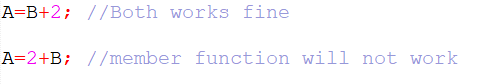 A=B+2; //Both works fine
A=2+B; //member function will not work